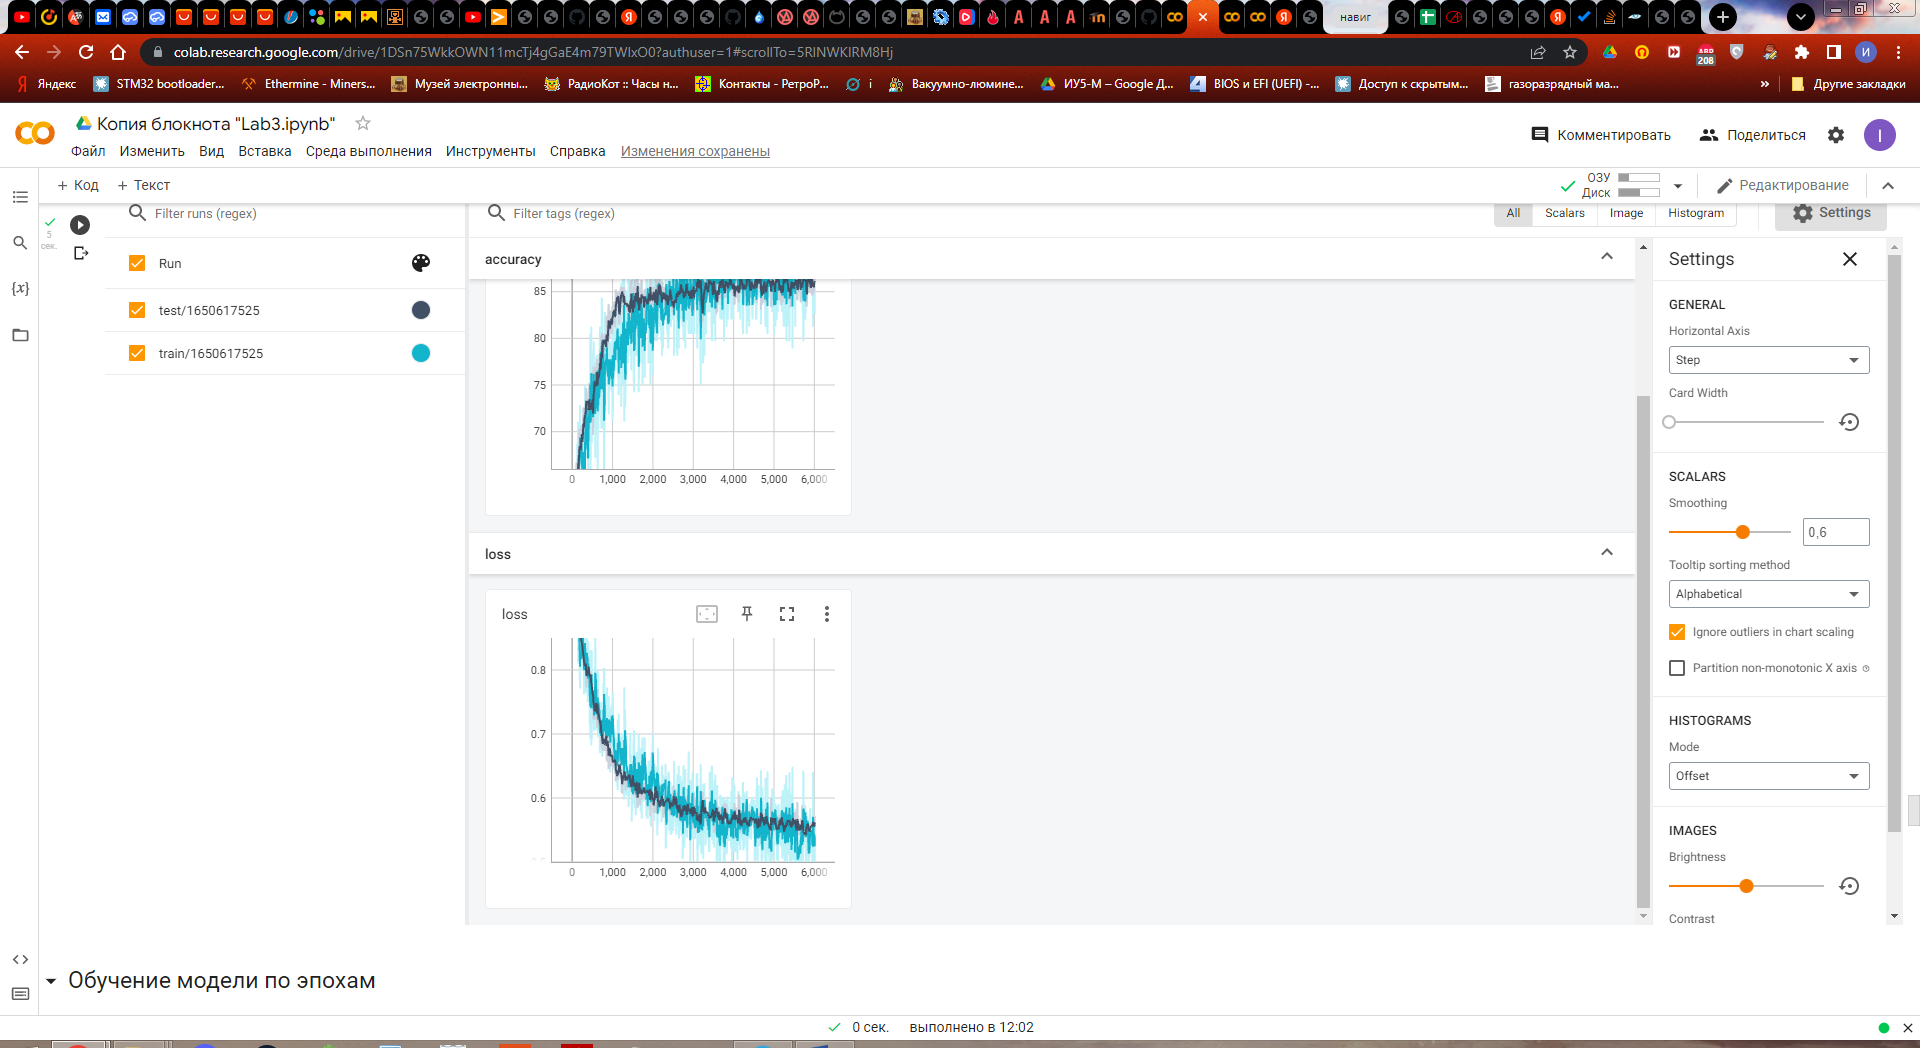 навиг
colab.research.google.com/drive/1DSn75WkkOWN11mcTj4gGaE4m79TWIxO0?authuser=1#scrollTo=5RINWKIRM8Hj
208
Яндекс
STM32 bootloader...
Ethermine - Miners...
Музей электронны...
РадиоКот :: Часы н...
Контакты - РетроР...
i
Вакуумно-люмине...
ИУ5-М – Google Д...
BIOS и EFI (UEFI) -...
Доступ к скрытым...
газоразрядный ма...
»
Другие закладки
Копия блокнота "Lab3.ipynb"
Файл Изменить Вид Вставка Среда выполнения Инструменты Справка Изменения сохранены
Комментировать
Поделиться
I
+ Код + Текст
ОЗУ
Диск
Редактирование
5
сек.
Filter runs (regex)
Run
test/1650617525
train/1650617525
Filter tags (regex)
All Scalars Image Histogram
Settings
accuracy
85
80
75
70
0 1,000 2,000 3,000 4,000 5,000 6,000
loss
loss
0.8
0.7
0.6
0 1,000 2,000 3,000 4,000 5,000 6,000
Settings
GENERAL
Horizontal Axis
Step
Card Width
SCALARS
Smoothing
0,6
Tooltip sorting method
Alphabetical
Ignore outliers in chart scaling
Partition non-monotonic X axis
HISTOGRAMS
Mode
Offset
IMAGES
Brightness
Contrast
Обучение модели по эпохам
0 сек. выполнено в 12:02